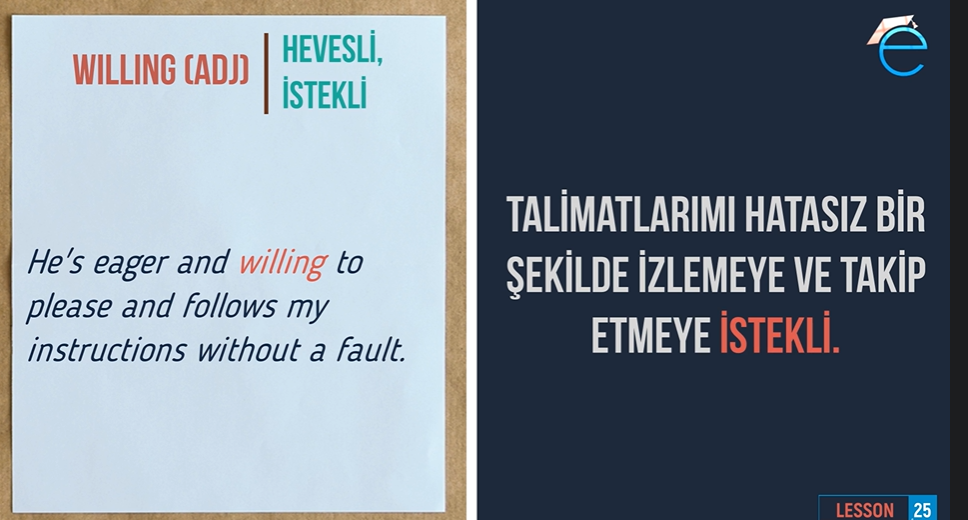 WILLING (ADJ)
HEVESLİ,
İSTEKLİ
He's eager and willing to
please and follows my
instructions without a fault.
e
TALİMATLARIMI HATASIZ BİR
ŞEKİLDE İZLEMEYE VE TAKİP
ETMEYE İSTEKLİ.
LESSON 25